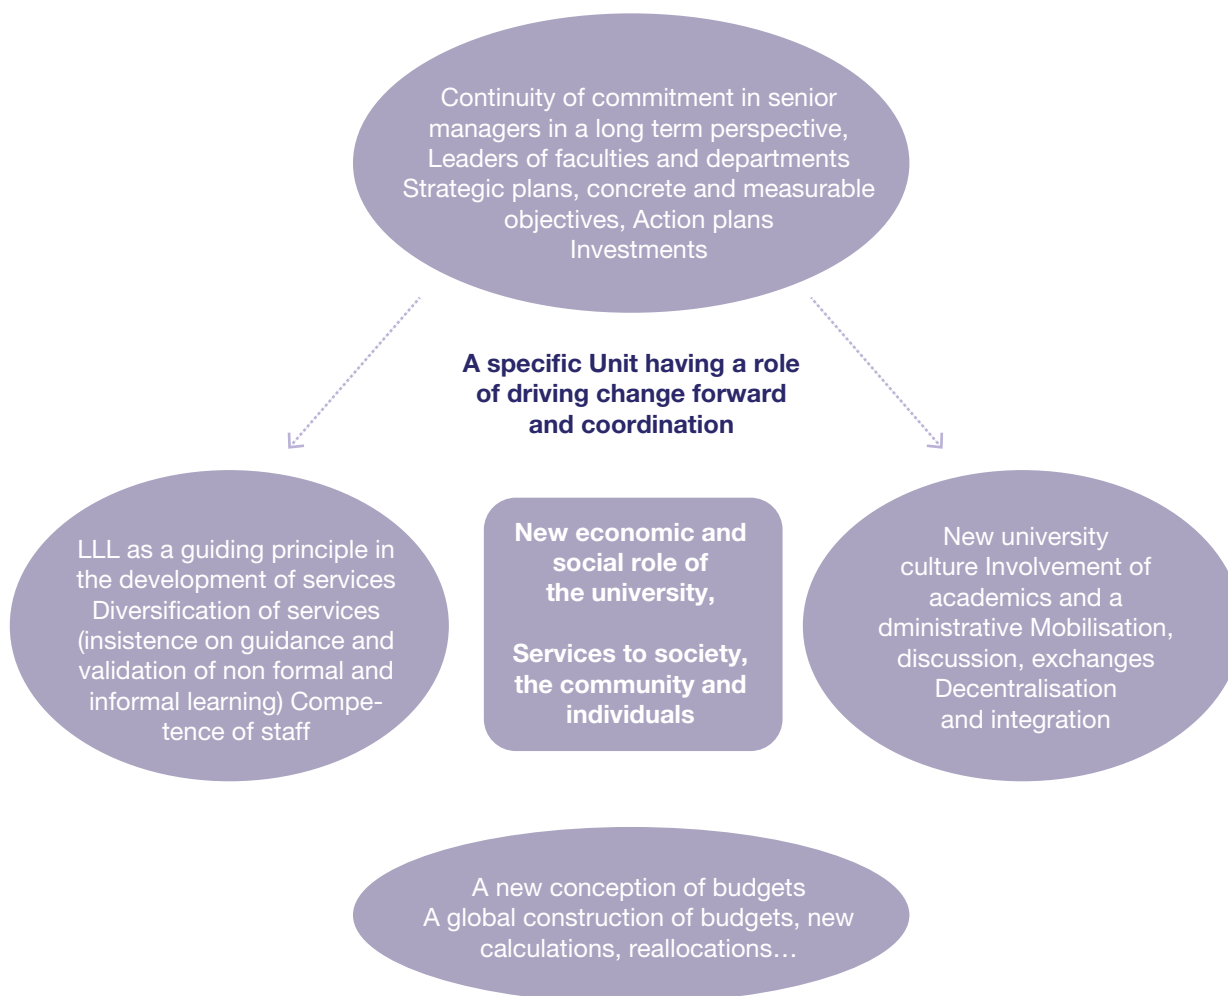 Continuity of commitment in senior
managers in a long term perspective,
Leaders of faculties and departments
Strategic plans, concrete and measurable
objectives, Action plans
Investments
A specific Unit having a role
of driving change forward
and coordination
LLL as a guiding principle in
the development of services
Diversification of services
(insistence on guidance and
validation of non formal and
informal learning) Compe-
tence of staff
New economic and
social role of
the university,
Services to society,
the community and
individuals
New university
culture Involvement of
academics and a
dministrative Mobilisation,
discussion, exchanges
Decentralisation
and integration
A new conception of budgets
A global construction of budgets, new
calculations, reallocations…